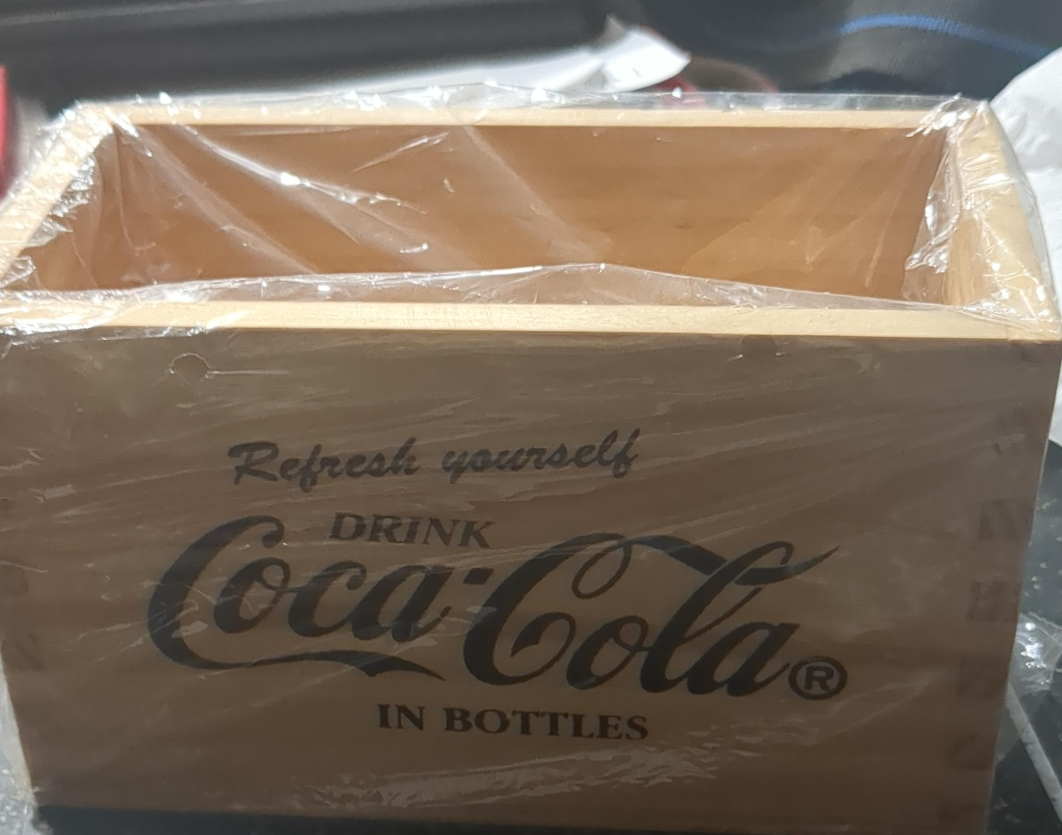 Refresh yourself
DRINK
Coca-Cola®
IN BOTTLES